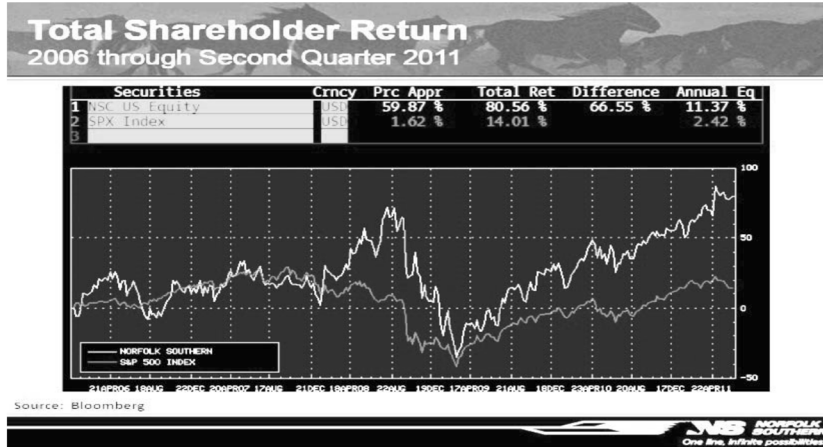 Total Shareholder Return
2006 through Second Quarter 2011
Securities Crncy Prc Appr Total Ret Difference Annual Eq
1 NSC US Equity USD 59.87 % 80.56 % 66.55 % 11.37 %
2 SPX Index USD 1.62 % 14.01 % 2.42 %
3
100
50
0
NORFOLK SOUTHERN
S&P 500 INDEX
-50
21APR06 18AUG 22DEC 20APR07 17AUG 21DEC 18APR08 22AUG 19DEC 17APR09 21AUG 18DEC 23APR10 20AUG 17DEC 22APR11
Source: Bloomberg
NS NORFOLK
SOUTHERN
One line, infinite possibilities